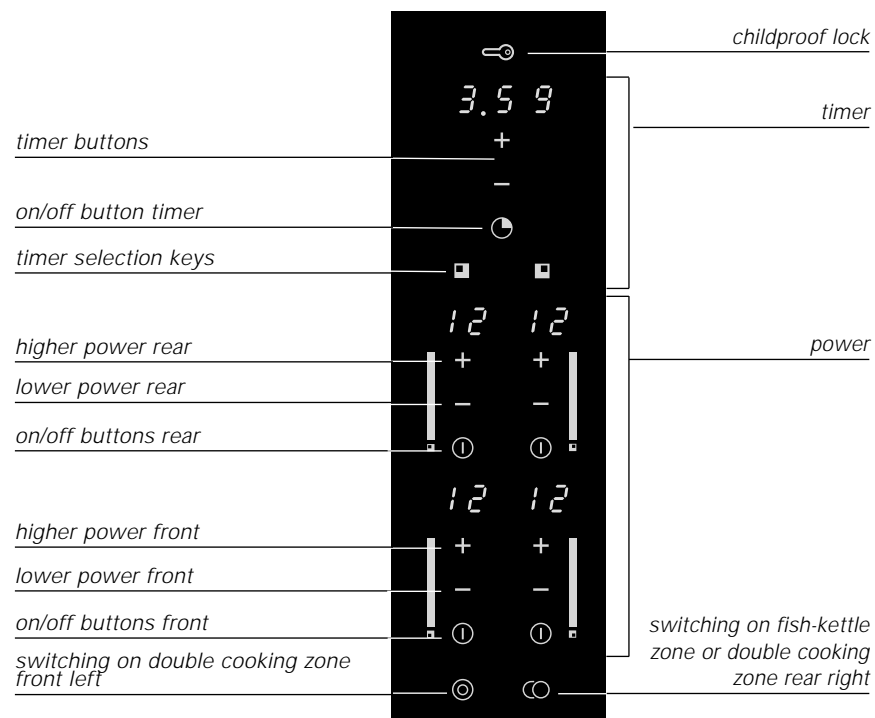 childproof lock
3.59
timer
timer buttons
+
−
on/off button timer
timer selection keys
12 12
higher power rear
+ +
power
lower power rear
− −
on/off buttons rear
12 12
higher power front
+ +
lower power front
− −
on/off buttons front
switching on double cooking zone
front left
switching on fish-kettle
zone or double cooking
zone rear right